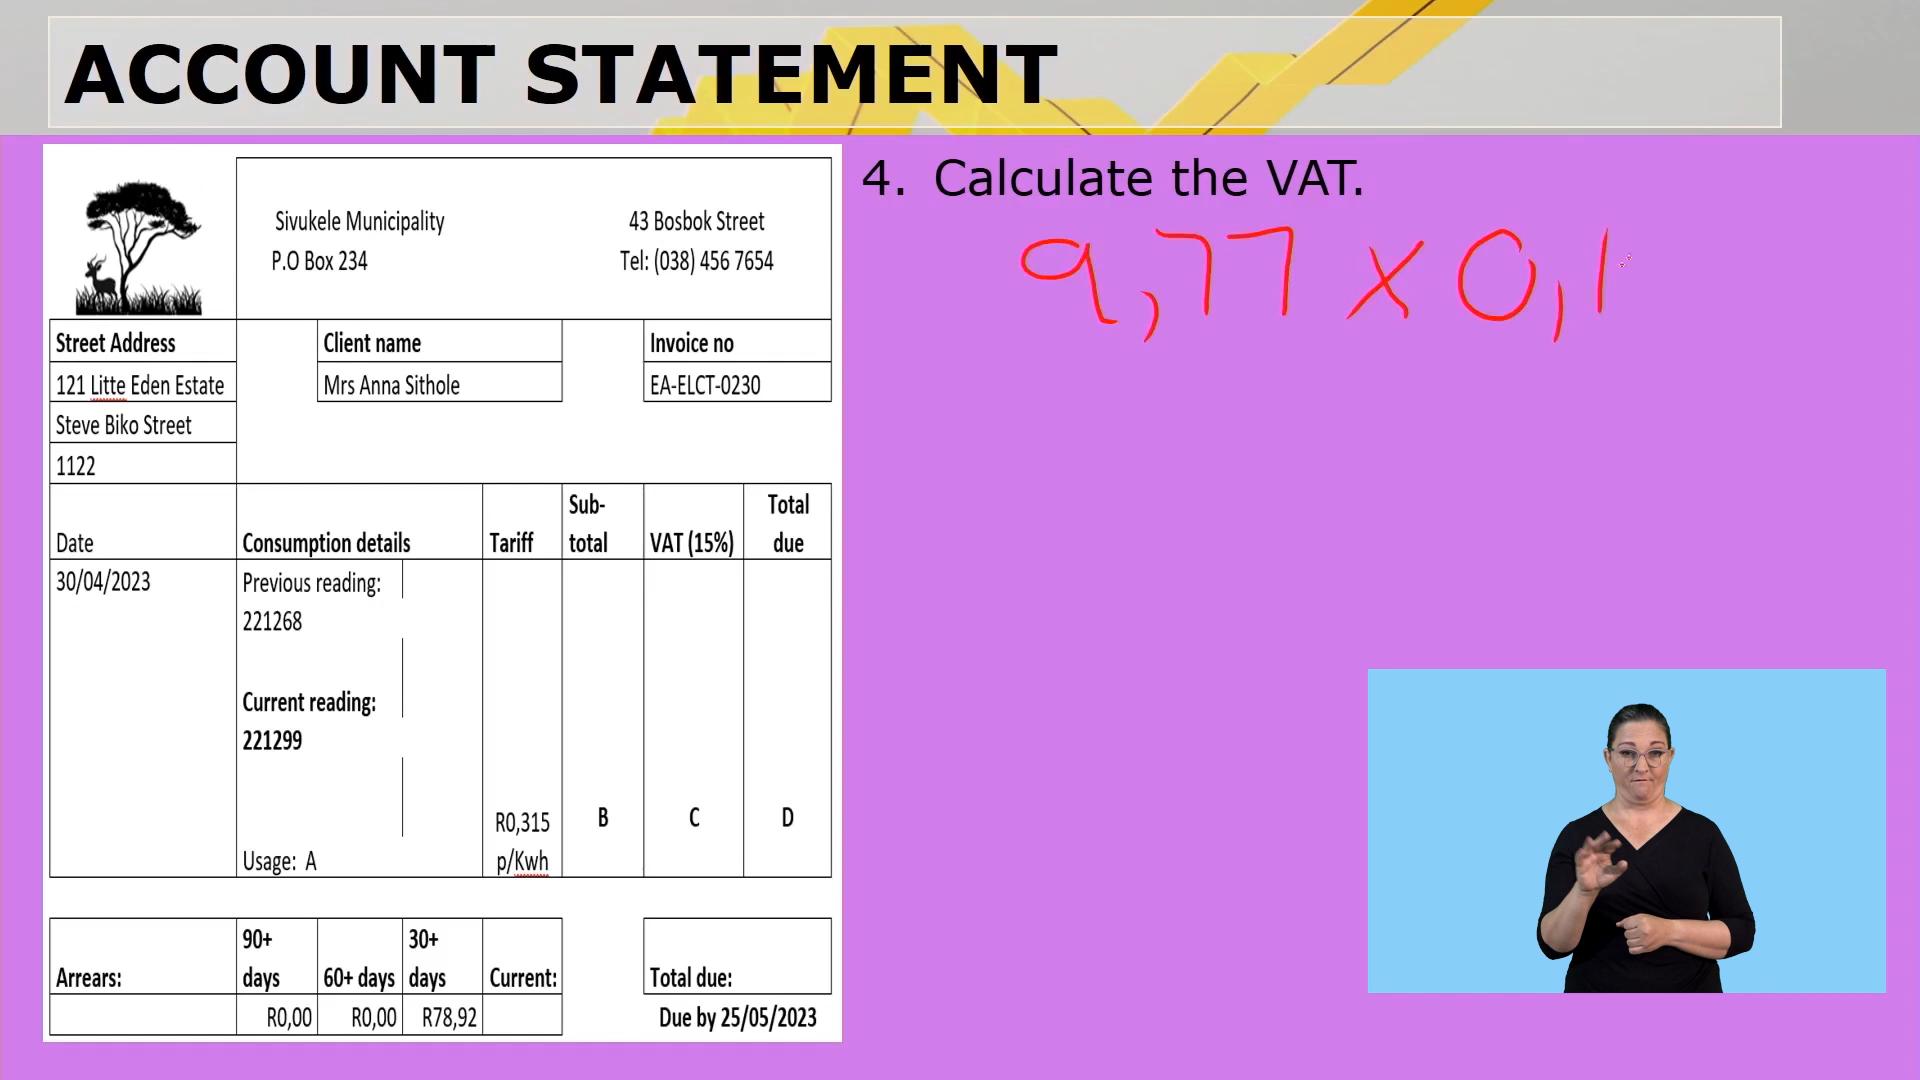 ACCOUNT STATEMENT
Sivukele Municipality
P.O Box 234
43 Bosbok Street
Tel: (038) 456 7654
Street Address
121 Litte Eden Estate
Steve Biko Street
1122
Client name
Mrs Anna Sithole
Invoice no
EA-ELCT-0230
Date
Consumption details
Tariff
Sub-
total
VAT (15%)
Total
due
30/04/2023
Previous reading:
221268
Current reading:
221299
Usage: A
R0,315
p/Kwh
B
C
D
Arrears:
90+
days
60+ days
30+
days
Current:
R0,00
R0,00
R78,92
Total due:
Due by 25/05/2023
4. Calculate the VAT.
9,77 x 0,1